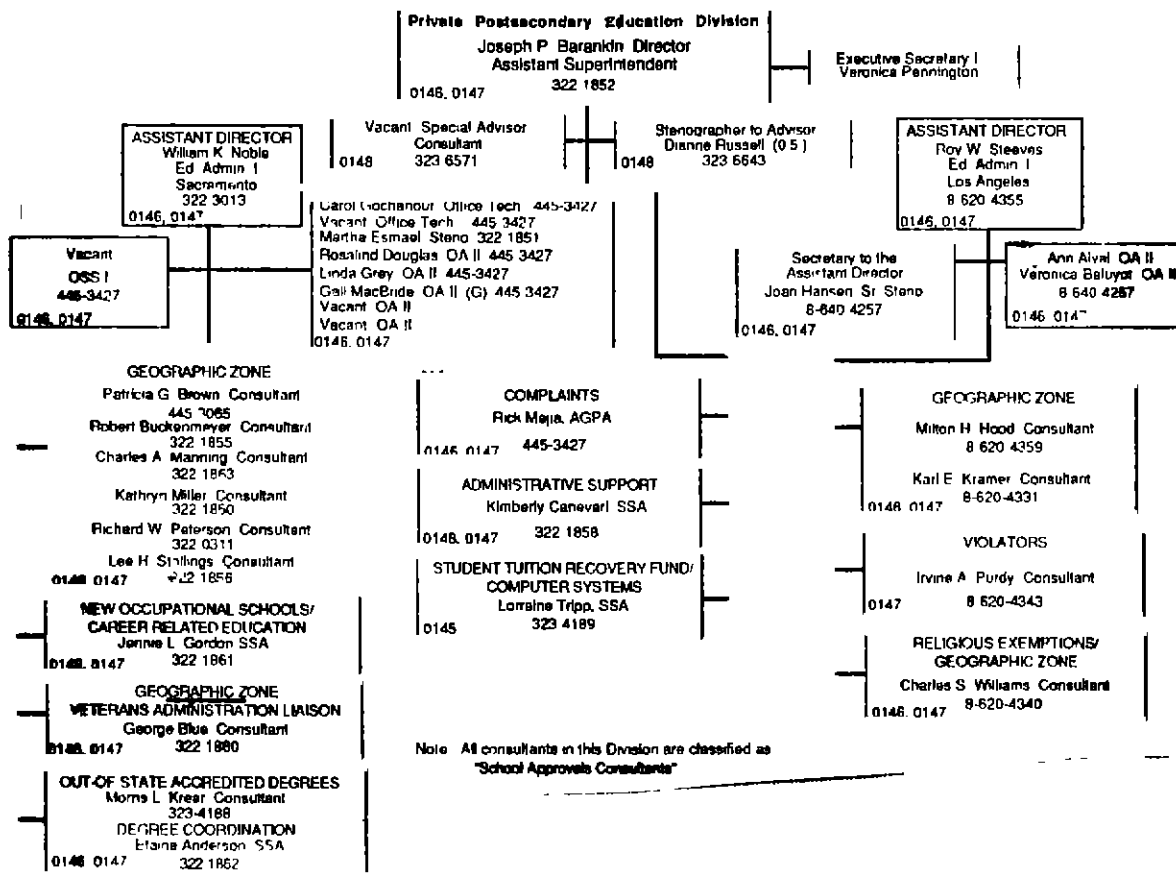 Private Postsecondary Education Division
Joseph P. Barankin Director
Assistant Superintendent
322 1852
0146, 0147
Executive Secretary I
Veronica Pennington
Vacant Special Advisor
Consultant
0148 323 6571
Stenographer to Advisor
Dianne Russell (0 5)
0148 323 6643
ASSISTANT DIRECTOR
William K Noble
Ed Admin I
Sacramento
322 3013
0146, 0147
ASSISTANT DIRECTOR
Roy W Steeves
Ed Admin I
Los Angeles
8 620 4355
0146, 0147
Vacant
OSS I
445-3427
0146, 0147
Carol Gochanour Office Tech 445-3427
Vacant Office Tech 445 3427
Martha Esmael Steno 322 1851
Rosalind Douglas OA II 445 3427
Linda Grey OA II 445-3427
Gail MacBride OA II (G) 445 3427
Vacant OA II
Vacant OA II
0146, 0147
Secretary to the
Assistant Director
Joan Hansen Sr Steno
8-640 4257
0146, 0147
Ann Alval OA II
Veronica Baluyot OA II
8 640 4257
0146 0147
GEOGRAPHIC ZONE
Patricia G Brown Consultant
445
Robert Buckenmeyer Consultant
322 1855
Charles A Manning Consultant
322 1863
Kathryn Miller Consultant
322 1850
Richard W Peterson Consultant
322 0311
Lee H Stallings Consultant
0146 0147 322 1856
NEW OCCUPATIONAL SCHOOLS/
CAREER RELATED EDUCATION
Jennie L Gordon SSA
0146, 0147 322 1861
GEOGRAPHIC ZONE
VETERANS ADMINISTRATION LIAISON
George Blue Consultant
0146, 0147 322 1880
OUT-OF STATE ACCREDITED DEGREES
Morris L Krear Consultant
323-4188
DEGREE COORDINATION
Elaine Anderson SSA
0146 0147 322 1862
COMPLAINTS
Rick Mejia, AGPA
0146 0147 445-3427
ADMINISTRATIVE SUPPORT
Kimberly Canevari SSA
0146, 0147 322 1858
STUDENT TUITION RECOVERY FUND/
COMPUTER SYSTEMS
Lorraine Tripp, SSA
0145 323 4189
GEOGRAPHIC ZONE
Milton H Hood Consultant
8 620 4359
Karl E Kramer Consultant
8-620-4331
0146 0147
VIOLATORS
Irvine A Purdy Consultant
0147 8 620-4343
RELIGIOUS EXEMPTIONS/
GEOGRAPHIC ZONE
Charles S Williams Consultant
0146, 0147 8-620-4340
Note All consultants in this Division are classified as
"School Approvals Consultants"